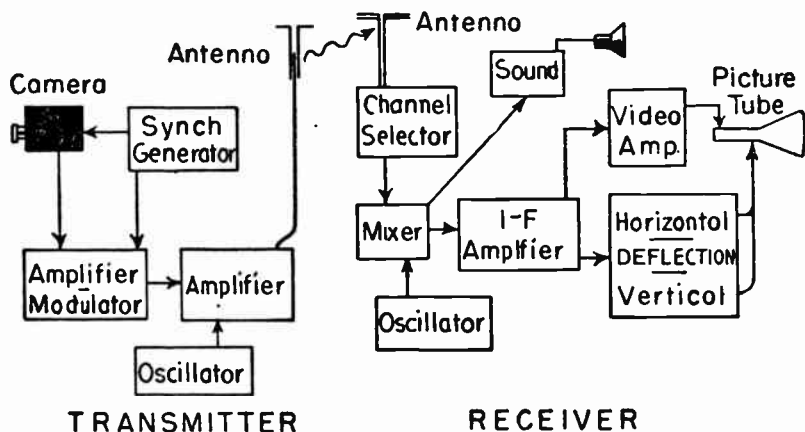 Camera
Synch
Generator
Amplifier
Modulator
Amplifier
Oscillator
Antenno
TRANSMITTER
Antenno
Channel
Selector
Mixer
Oscillator
Sound
I-F
Amplfier
Video
Amp.
Picture
Tube
Horizontol
DEFLECTION
Verticol
RECEIVER